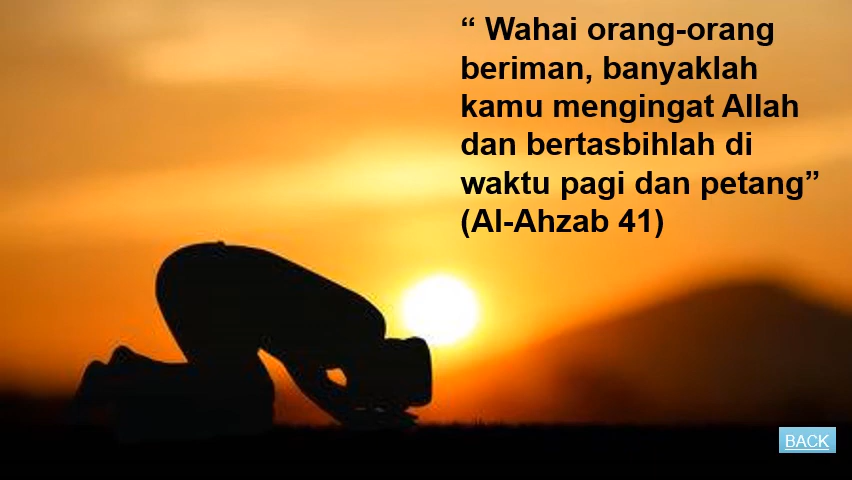 “ Wahai orang-orang
beriman, banyaklah
kamu mengingat Allah
dan bertasbihlah di
waktu pagi dan petang”
(Al-Ahzab 41)
BACK